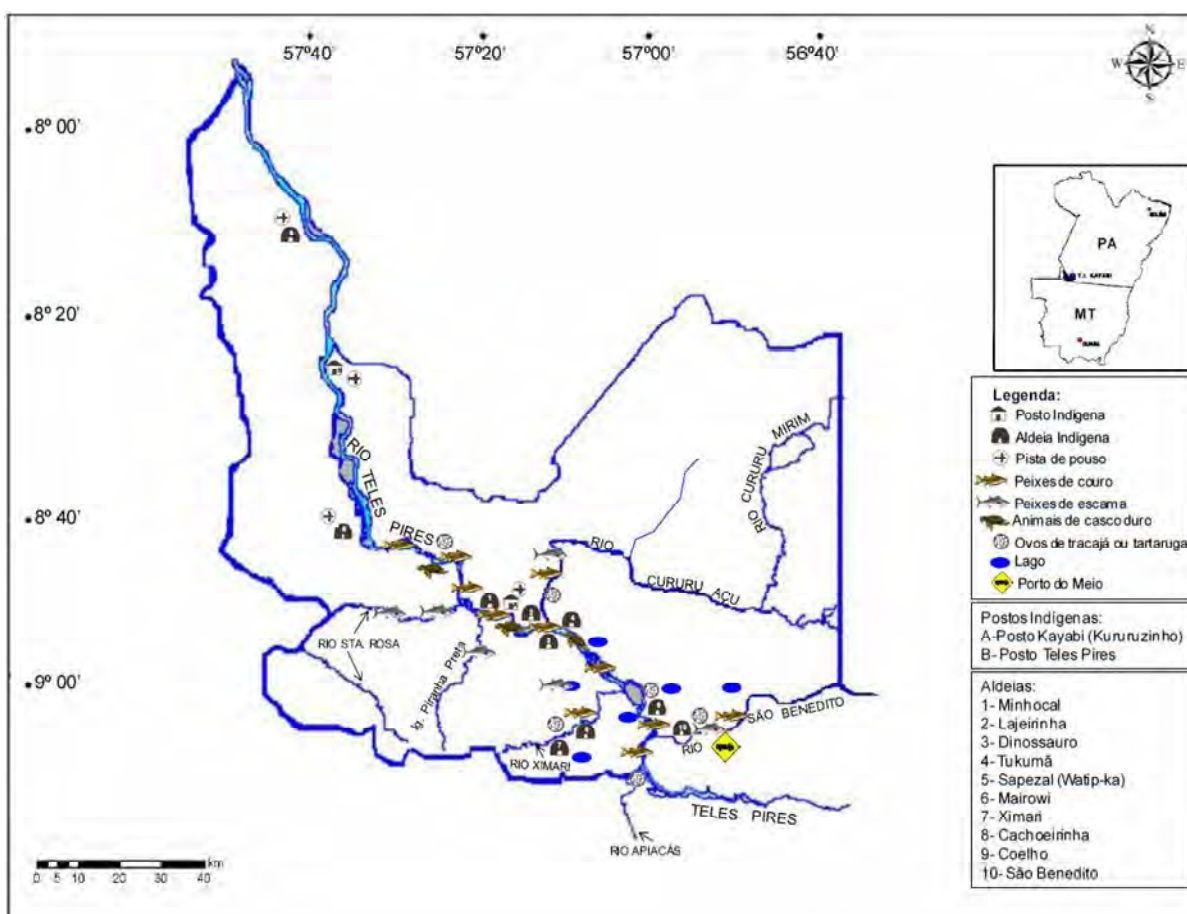 57º40'
57º20'
57º00'
56º40'
N
W
E
S
8º 00'
8º 20'
8º 40'
9º 00'
PA
T.I. KAYABI
MT
RIO TELES
PIRES
RIO CURURU MIRIM
RIO
CURURU AÇU
RIO STA. ROSA
Ig. Piranha Preta
RIO XIMARI
RIO
SÃO BENEDITO
TELES PIRES
RIO APIACÁS
km
0 5 10 20 30 40
Legenda:
Posto Indígena
Aldeia Indígena
Pista de pouso
Peixes de couro
Peixes de escama
Animais de casco duro
Ovos de tracajá ou tartaruga
Lago
Porto do Meio
Postos Indígenas:
A-Posto Kayabi (Kururuzinho)
B- Posto Teles Pires
Aldeias:
1- Minhocal
2- Lajeirinha
3- Dinossauro
4- Tukumã
5- Sapezal (Watip-ka)
6- Mairowi
7- Ximari
8- Cachoeirinha
9- Coelho
10- São Benedito